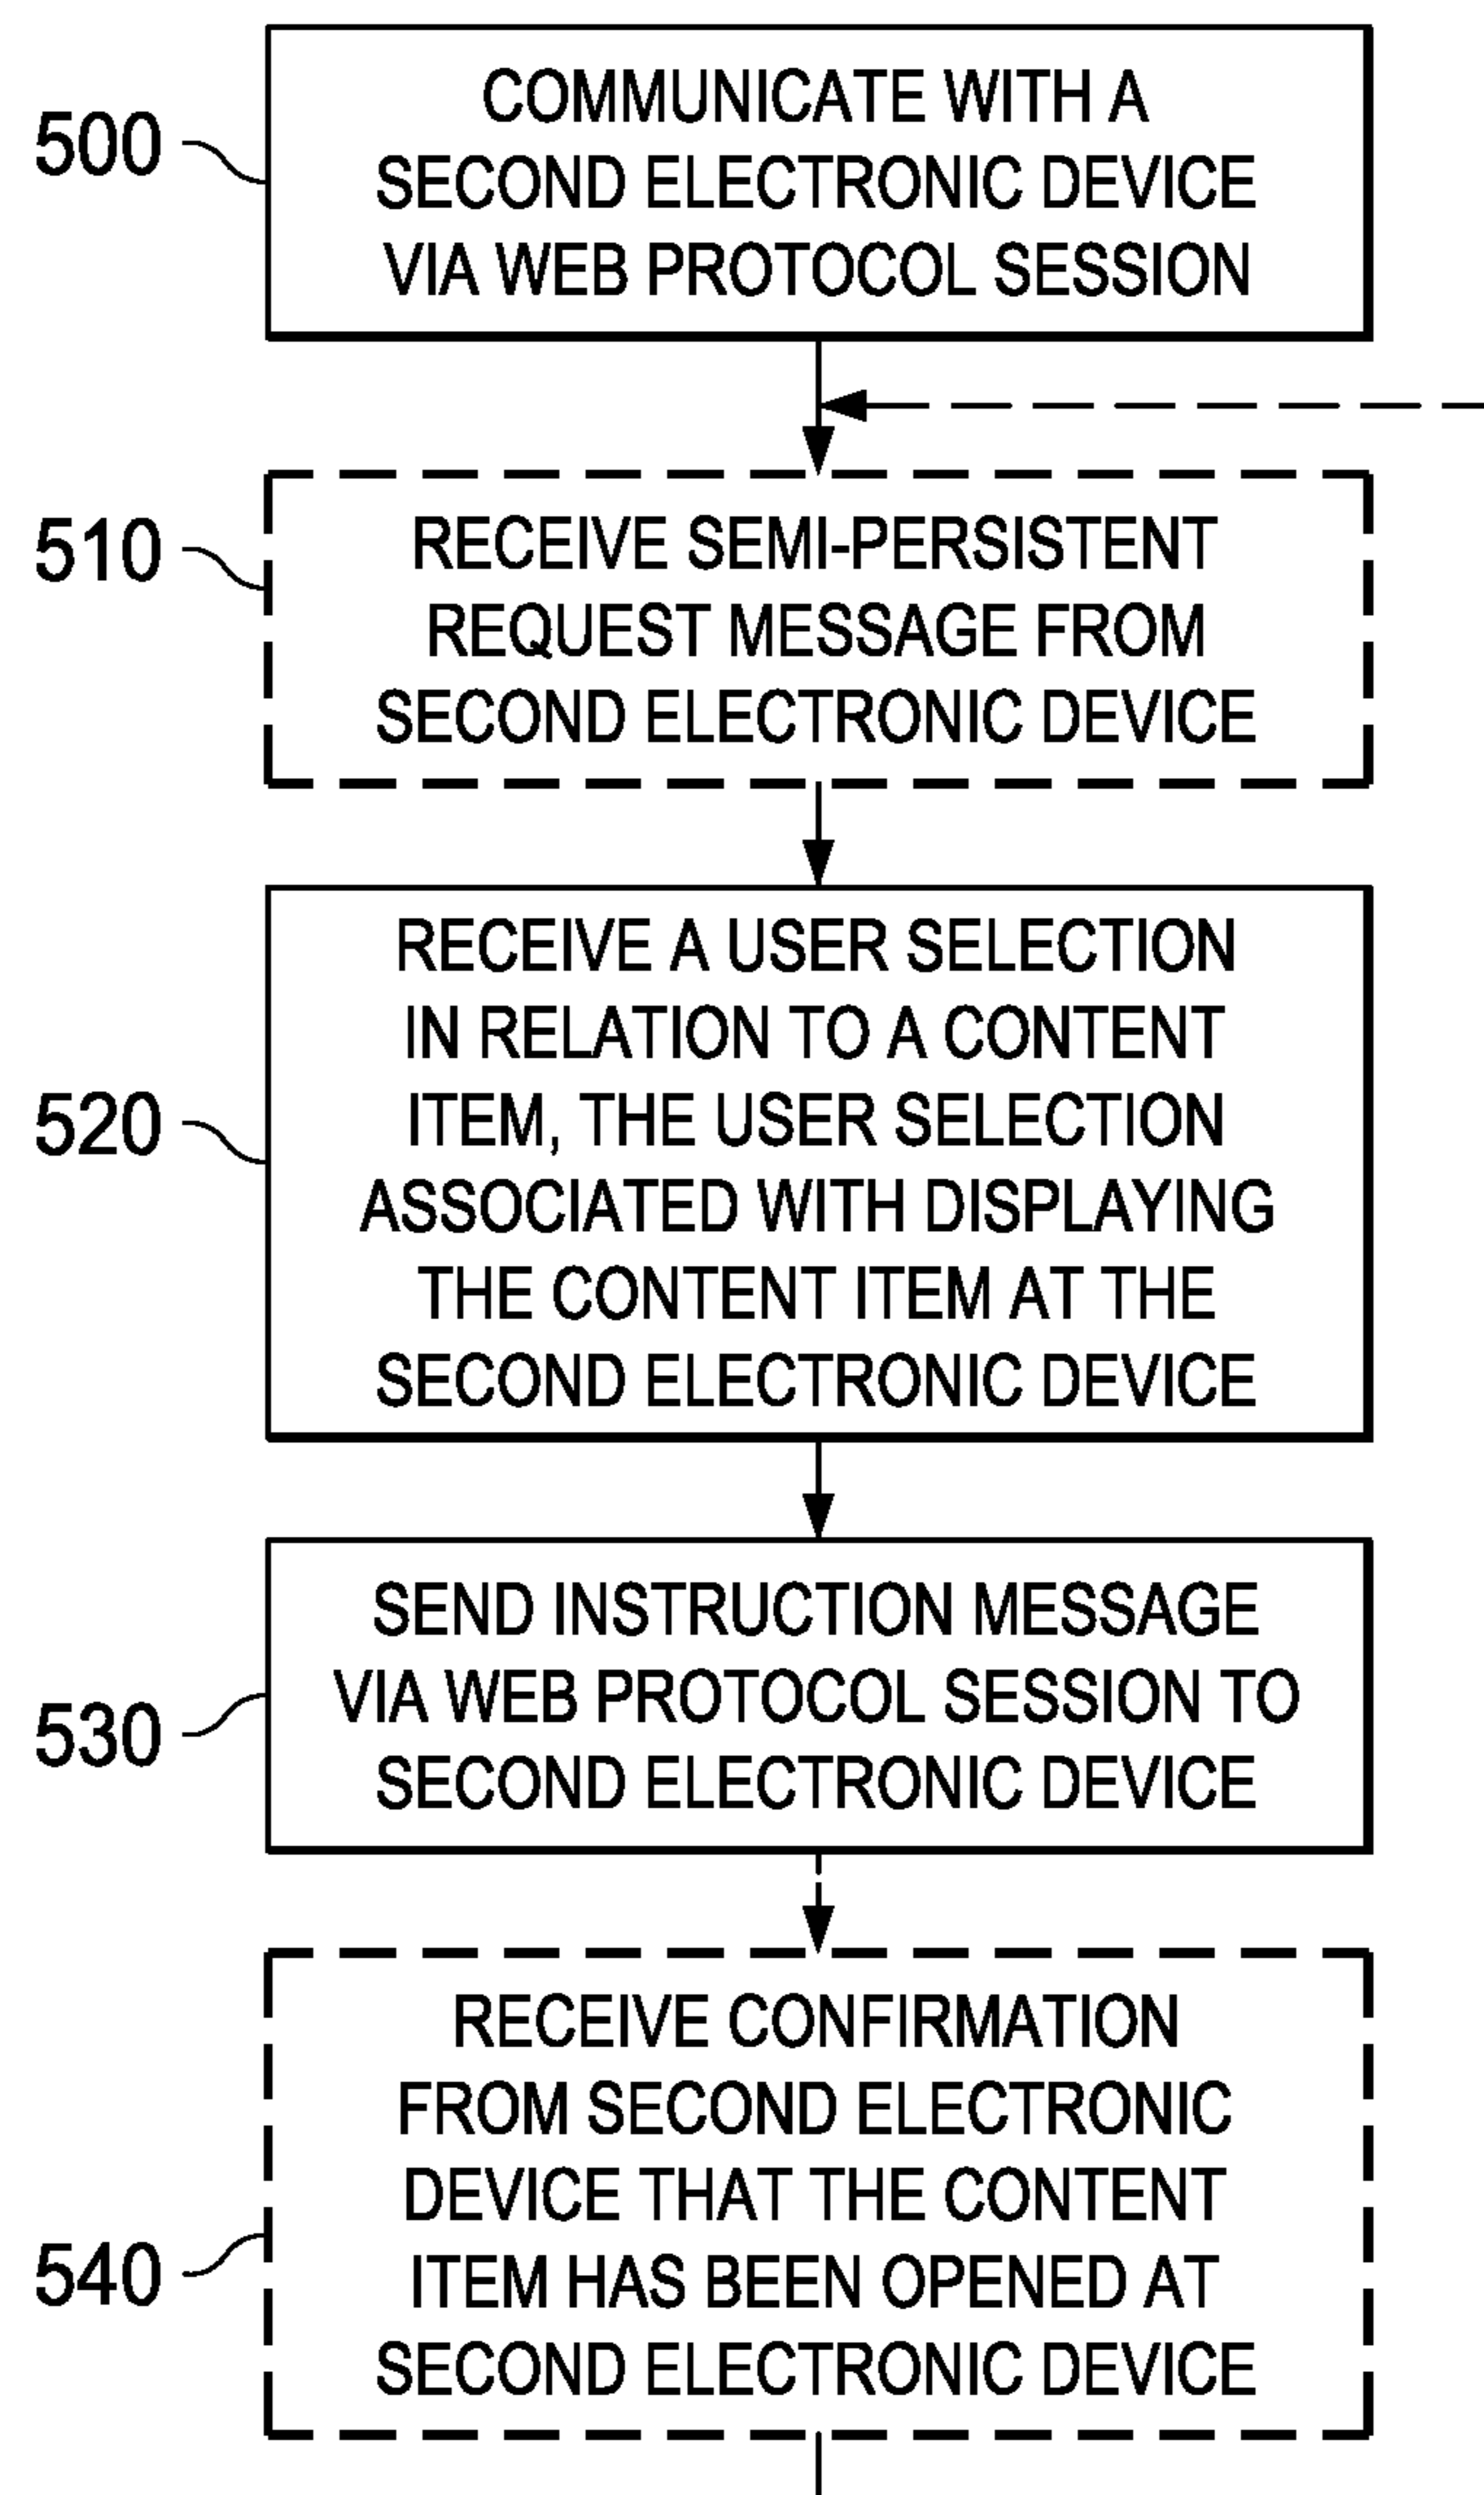 500
COMMUNICATE WITH A
SECOND ELECTRONIC DEVICE
VIA WEB PROTOCOL SESSION
510
RECEIVE SEMI-PERSISTENT
REQUEST MESSAGE FROM
SECOND ELECTRONIC DEVICE
520
RECEIVE A USER SELECTION
IN RELATION TO A CONTENT
ITEM, THE USER SELECTION
ASSOCIATED WITH DISPLAYING
THE CONTENT ITEM AT THE
SECOND ELECTRONIC DEVICE
530
SEND INSTRUCTION MESSAGE
VIA WEB PROTOCOL SESSION TO
SECOND ELECTRONIC DEVICE
540
RECEIVE CONFIRMATION
FROM SECOND ELECTRONIC
DEVICE THAT THE CONTENT
ITEM HAS BEEN OPENED AT
SECOND ELECTRONIC DEVICE